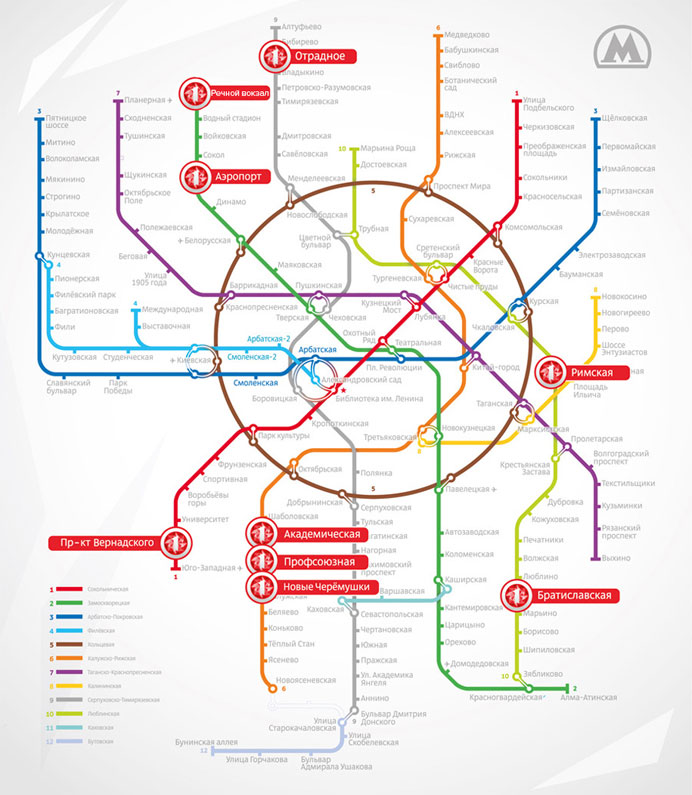 М
9
Алтуфьево
Бибирево
Отрадное
Владыкино
Петровско-Разумовская
Тимирязевская
Дмитровская
Савёловская
Менделеевская
Новослободская
Цветной
бульвар
Чеховская
Боровицкая
Полянка
Серпуховская
Тульская
Нагорная
Севастопольская
Чертановская
Южная
Пражская
Ул. Академика
Янгеля
Аннино
Бульвар Дмитрия
Донского
9
6
Медведково
Бабушкинская
Свиблово
Ботанический
сад
ВДНХ
Алексеевская
Рижская
Проспект Мира
Сухаревская
Тургеневская
Китай-город
Третьяковская
Октябрьская
Шаболовская
Академическая
Профсоюзная
Новые Черёмушки
Беляево
Коньково
Тёплый Стан
Ясенево
Новоясеневская
6
Речной вокзал
Водный стадион
Войковская
Сокол
Аэропорт
Динамо
Белорусская
Маяковская
Тверская
Театральная
Новокузнецкая
Павелецкая
Автозаводская
Коломенская
Каширская
Кантемировская
Царицыно
Орехово
Домодедовская
Красногвардейская
Алма-Атинская
2
7
Планерная
Сходненская
Тушинская
Щукинская
Октябрьское
Поле
Полежаевская
Беговая
Улица
1905 года
Баррикадная
Краснопресненская
Пушкинская
Кузнецкий
Мост
Таганская
Пролетарская
Волгоградский
проспект
Текстильщики
Кузьминки
Рязанский
проспект
Выхино
1
Улица
Подбельского
Черкизовская
Преображенская
площадь
Сокольники
Красносельская
Комсомольская
Красные
Ворота
Чистые Пруды
Лубянка
Охотный
Ряд
Библиотека им. Ленина
Кропоткинская
Парк культуры
Фрунзенская
Спортивная
Воробьёвы
горы
Университет
Пр-кт Вернадского
Юго-Западная
1
3
Пятницкое
шоссе
Митино
Волоколамская
Мякинино
Строгино
Крылатское
Молодёжная
Кунцевская
4
Пионерская
Филёвский парк
Багратионовская
Фили
Кутузовская
Студенческая
4
Международная
Выставочная
Киевская
Славянский
бульвар
Парк
Победы
Смоленская
Арбатская-2
Смоленская-2
Арбатская
Александровский сад
Пл. Революции
3
Щёлковская
Первомайская
Измайловская
Партизанская
Семёновская
Электрозаводская
Бауманская
Курская
10
Марьина Роща
Достоевская
Трубная
Сретенский
бульвар
Чкаловская
Римская
Крестьянская
Застава
Дубровка
Кожуховская
Печатники
Волжская
Люблино
Братиславская
Марьино
Борисово
Шипиловская
Зябликово
10
8
Новокосино
Новогиреево
Перово
Шоссе
Энтузиастов
Площадь
Ильича
Марксистская
8
5
5
Добрынинская
Варшавская
Каховская
Улица
Старокачаловская
Улица
Скобелевская
Бульвар
Адмирала Ушакова
Улица Горчакова
Бунинская аллея
12
1 Сокольническая
2 Замоскворецкая
3 Арбатско-Покровская
4 Филёвская
5 Кольцевая
6 Калужско-Рижская
7 Таганско-Краснопресненская
8 Калининская
9 Серпуховско-Тимирязевская
10 Люблинская
11 Каховская
12 Бутовская